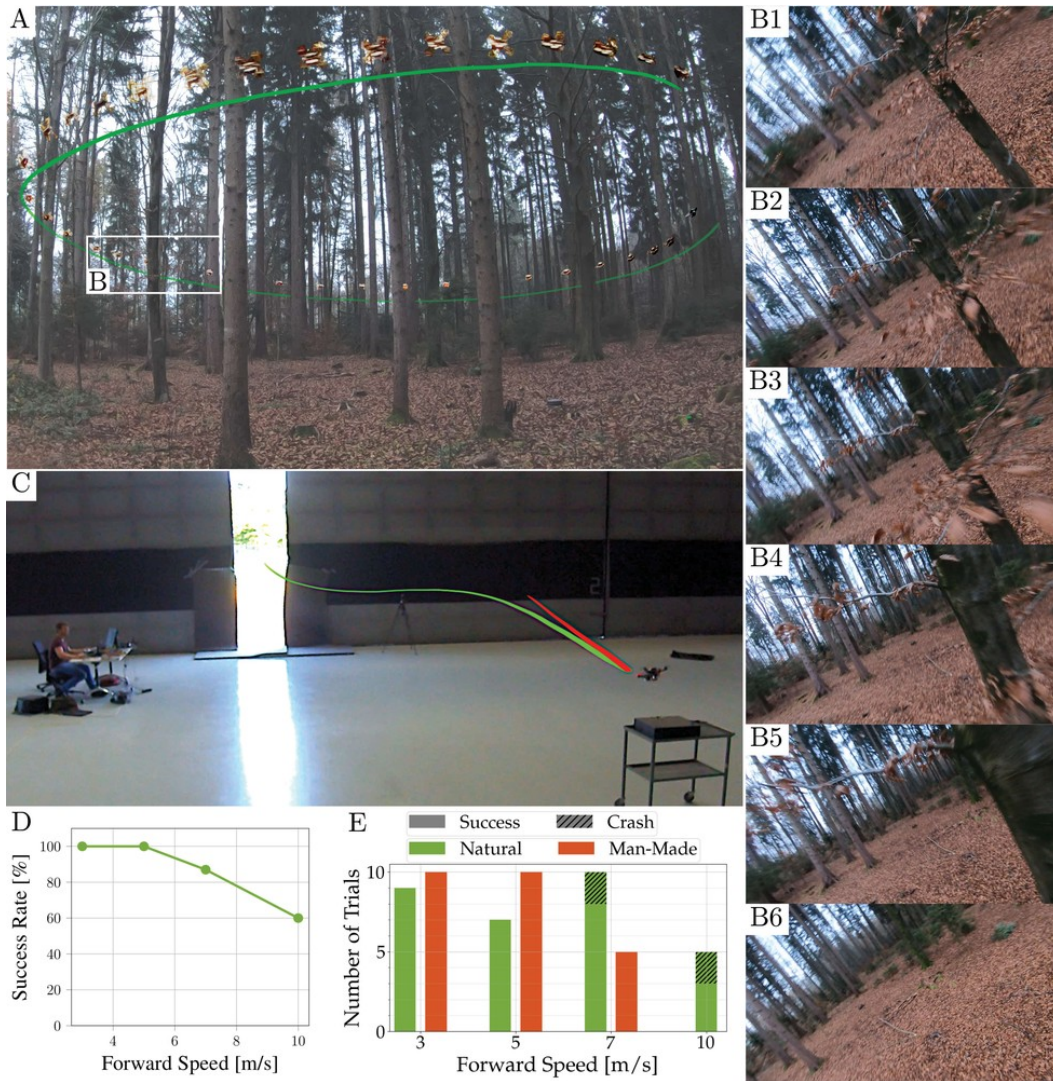 A
B
B1
B2
B3
B4
B5
B6
C
2
D
Success Rate [%]
100
80
60
40
20
0
4
6
8
10
Forward Speed [m/s]
E
Success
Crash
Natural
Man-Made
Number of Trials
10
5
0
3
5
7
10
Forward Speed [m/s]